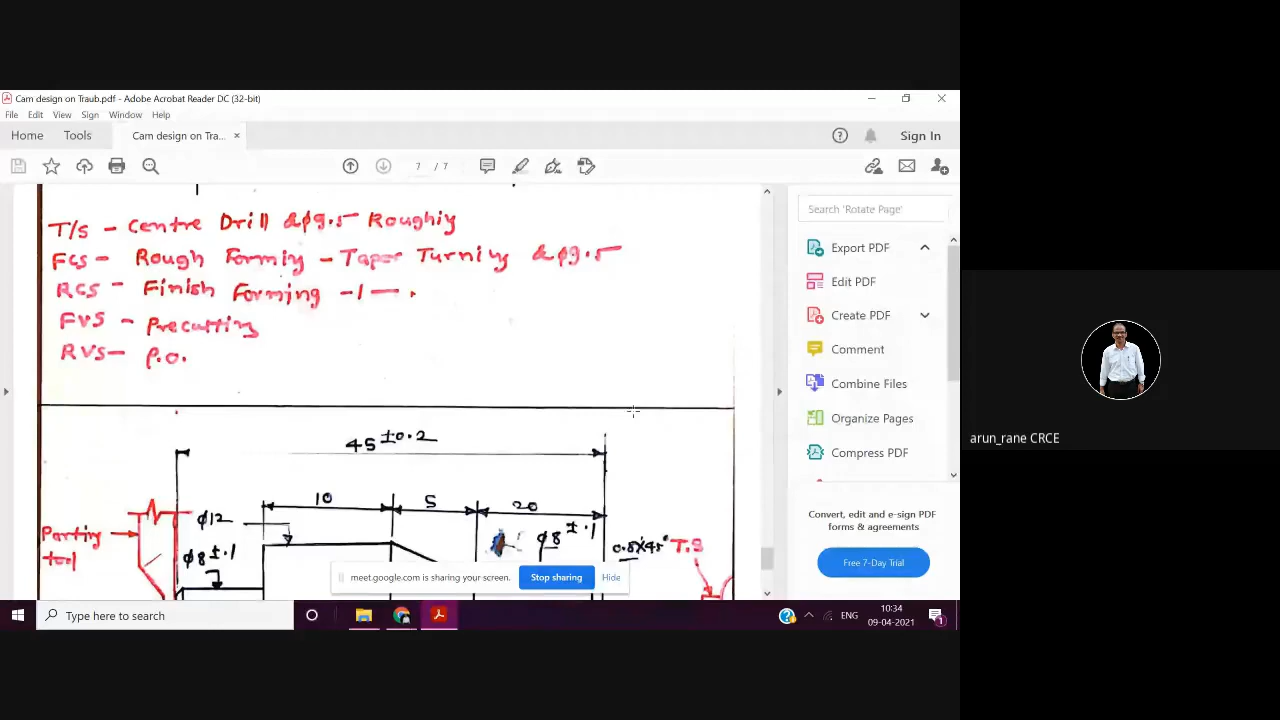 Cam design on Traub.pdf - Adobe Acrobat Reader DC (32-bit)
File Edit View Sign Window Help
Home Tools Cam design on Tra... × Sign In
7 / 7
T/S - Centre Drill & φ9.5 Roughing
FCS - Rough Forming - Taper Turning & φ9.5
RCS - Finish Forming -1-
FVS - Precutting
RVS - P.O.
45 ±0.2
10 5 20
φ12
Parting tool
φ8 ±.1
φ8 ±.1
0.8x45°
T.S
Search 'Rotate Page'
Export PDF
Edit PDF
Create PDF
Comment
Combine Files
Organize Pages
Compress PDF
Convert, edit and e-sign PDF
forms & agreements
Free 7-Day Trial
meet.google.com is sharing your screen. Stop sharing Hide
Type here to search
ENG
10:34
09-04-2021
1
arun_rane CRCE